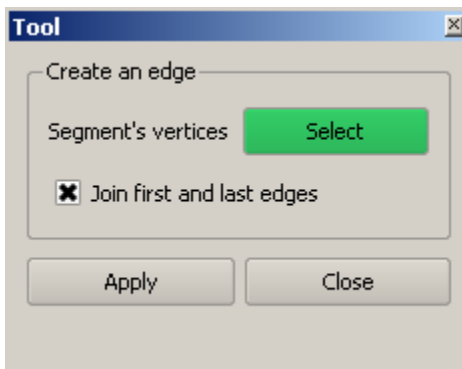 Tool
Create an edge
Segment's vertices Select
Join first and last edges
Apply Close